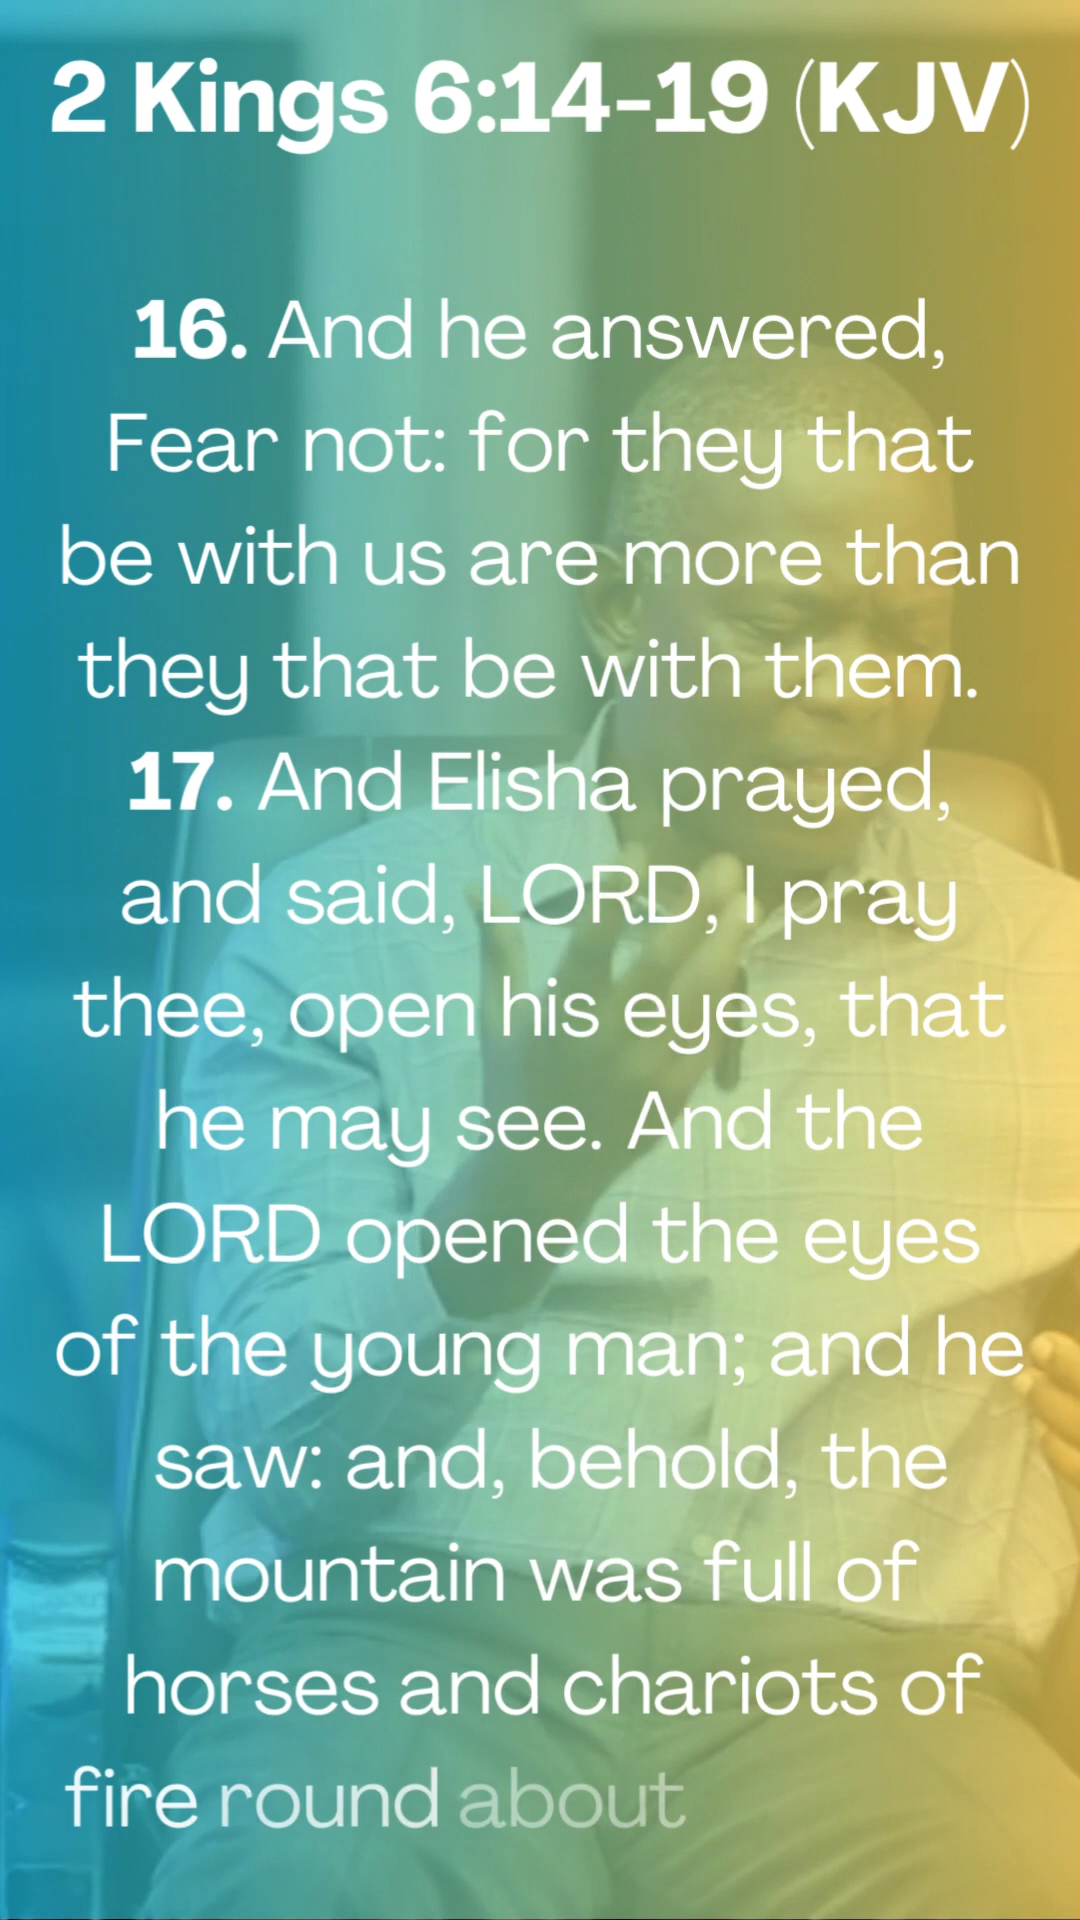 2 Kings 6:14-19 (KJV)
16. And he answered,
Fear not: for they that
be with us are more than
they that be with them.
17. And Elisha prayed,
and said, LORD, I pray
thee, open his eyes, that
he may see. And the
LORD opened the eyes
of the young man; and he
saw: and, behold, the
mountain was full of
horses and chariots of
fire round about